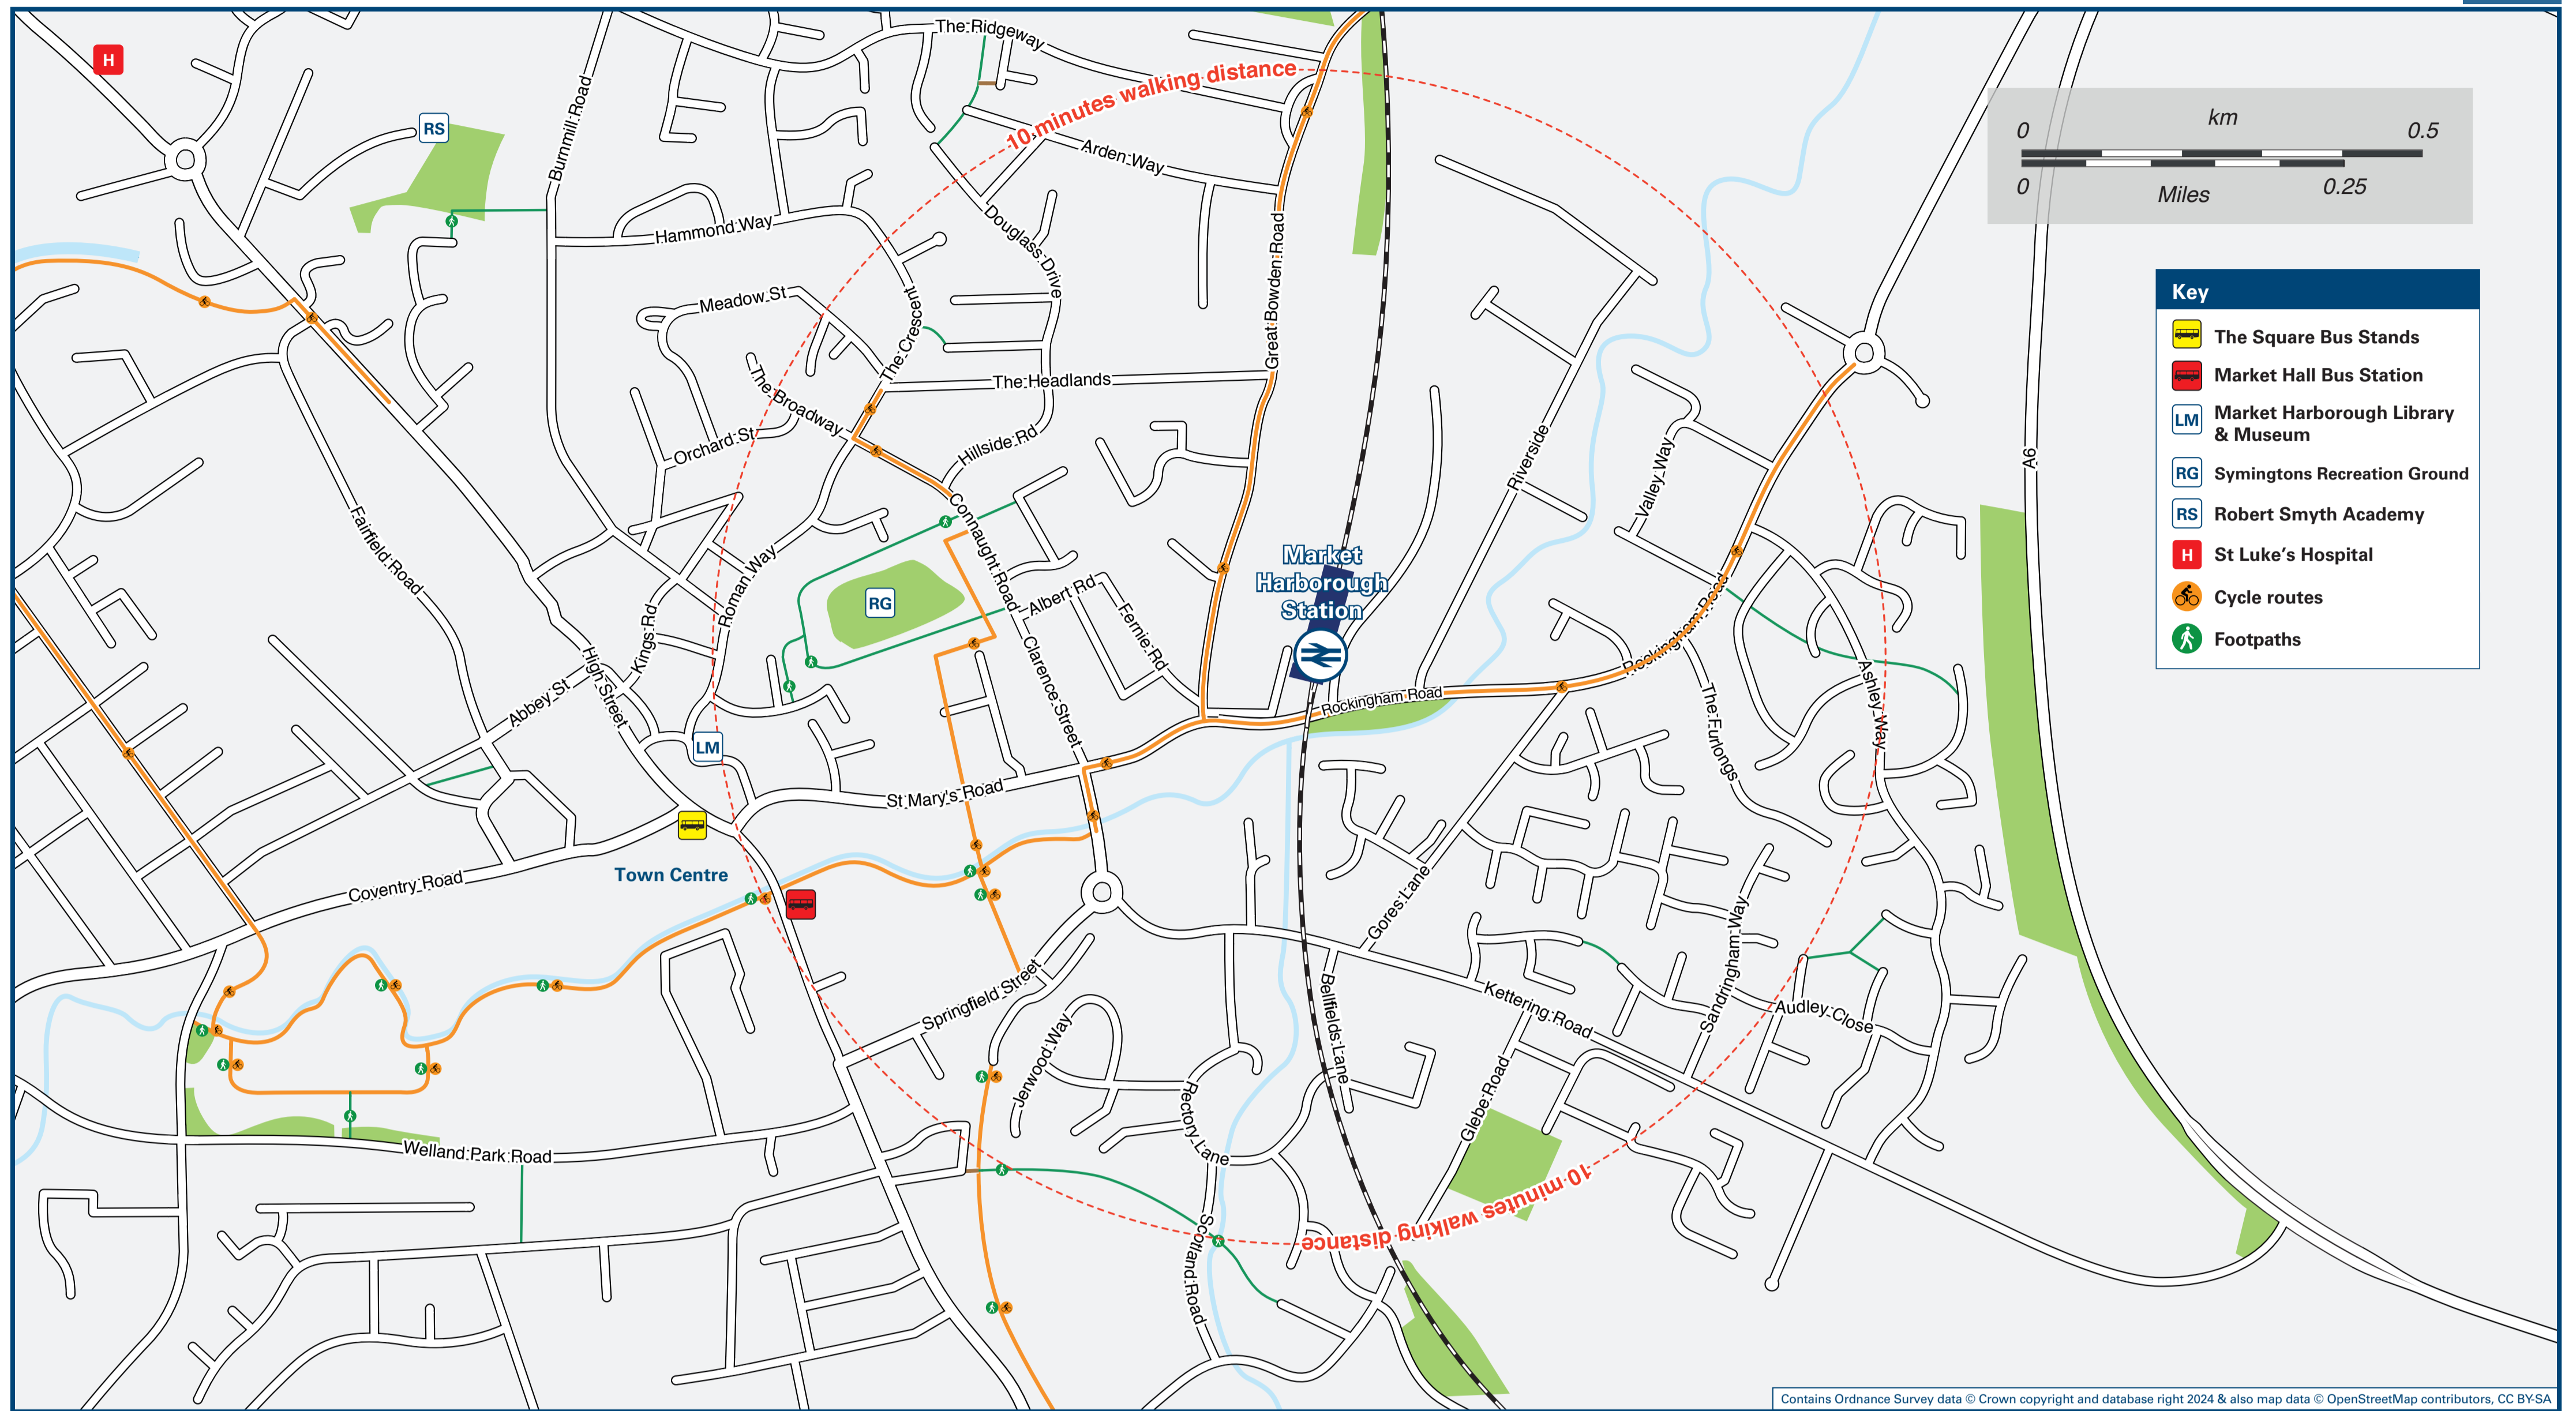 The Ridgeway
10 minutes walking distance
H
RS
Burnmill Road
Arden Way
km
0
0.5
0
0.25
Miles
Hammond Way
Douglass Drive
Great Bowden Road
Meadow St
The Crescent
The Broadway
The Headlands
Orchard St
Hillside Rd
Riverside
Valley Way
A6
Key
The Square Bus Stands
Market Hall Bus Station
LM
Market Harborough Library
& Museum
RG
Symingtons Recreation Ground
RS
Robert Smyth Academy
H
St Luke's Hospital
Cycle routes
Footpaths
Fairfield Road
Connaught Road
Roman Way
Kings Rd
RG
Albert Rd
Fernie Rd
Market
Harborough
Station
Rockingham Road
Rockingham Road
Abbey St
High Street
Clarence Street
The Furlongs
Ashley Way
LM
St Mary's Road
Town Centre
Coventry Road
Gores Lane
Sandringham Way
Springfield Street
Jerwood Way
Bellfields Lane
Kettering Road
Audley Close
Glebe Road
Rectory Lane
Welland Park Road
Scotland Road
10 minutes walking distance
Contains Ordnance Survey data © Crown copyright and database right 2024 & also map data © OpenStreetMap contributors, CC BY-SA